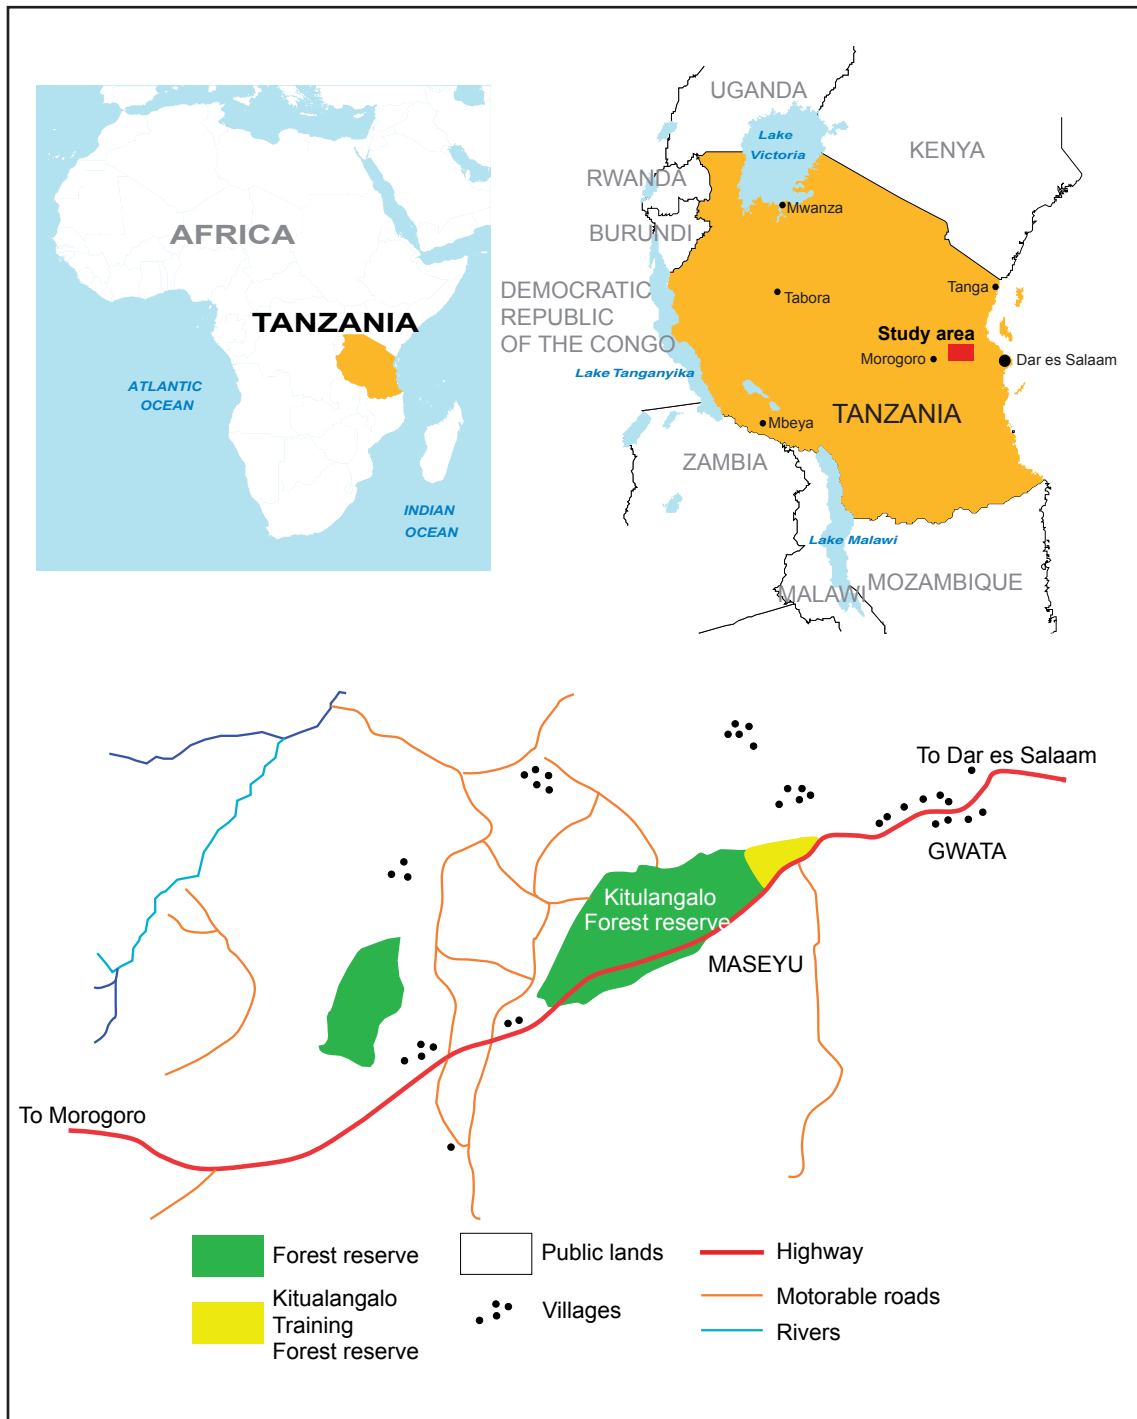 AFRICA
TANZANIA
ATLANTIC
OCEAN
INDIAN
OCEAN
UGANDA
Lake
Victoria
KENYA
RWANDA
Mwanza
BURUNDI
DEMOCRATIC
REPUBLIC
OF THE CONGO
Tabora
Tanga
Study area
Morogoro
Dar es Salaam
Lake Tanganyika
Mbeya
TANZANIA
ZAMBIA
Lake Malawi
MALAWI
MOZAMBIQUE
To Dar es Salaam
GWATA
Kitulangalo
Forest reserve
MASEYU
To Morogoro
Forest reserve
Kitualangalo
Training
Forest reserve
Public lands
Villages
Highway
Motorable roads
Rivers